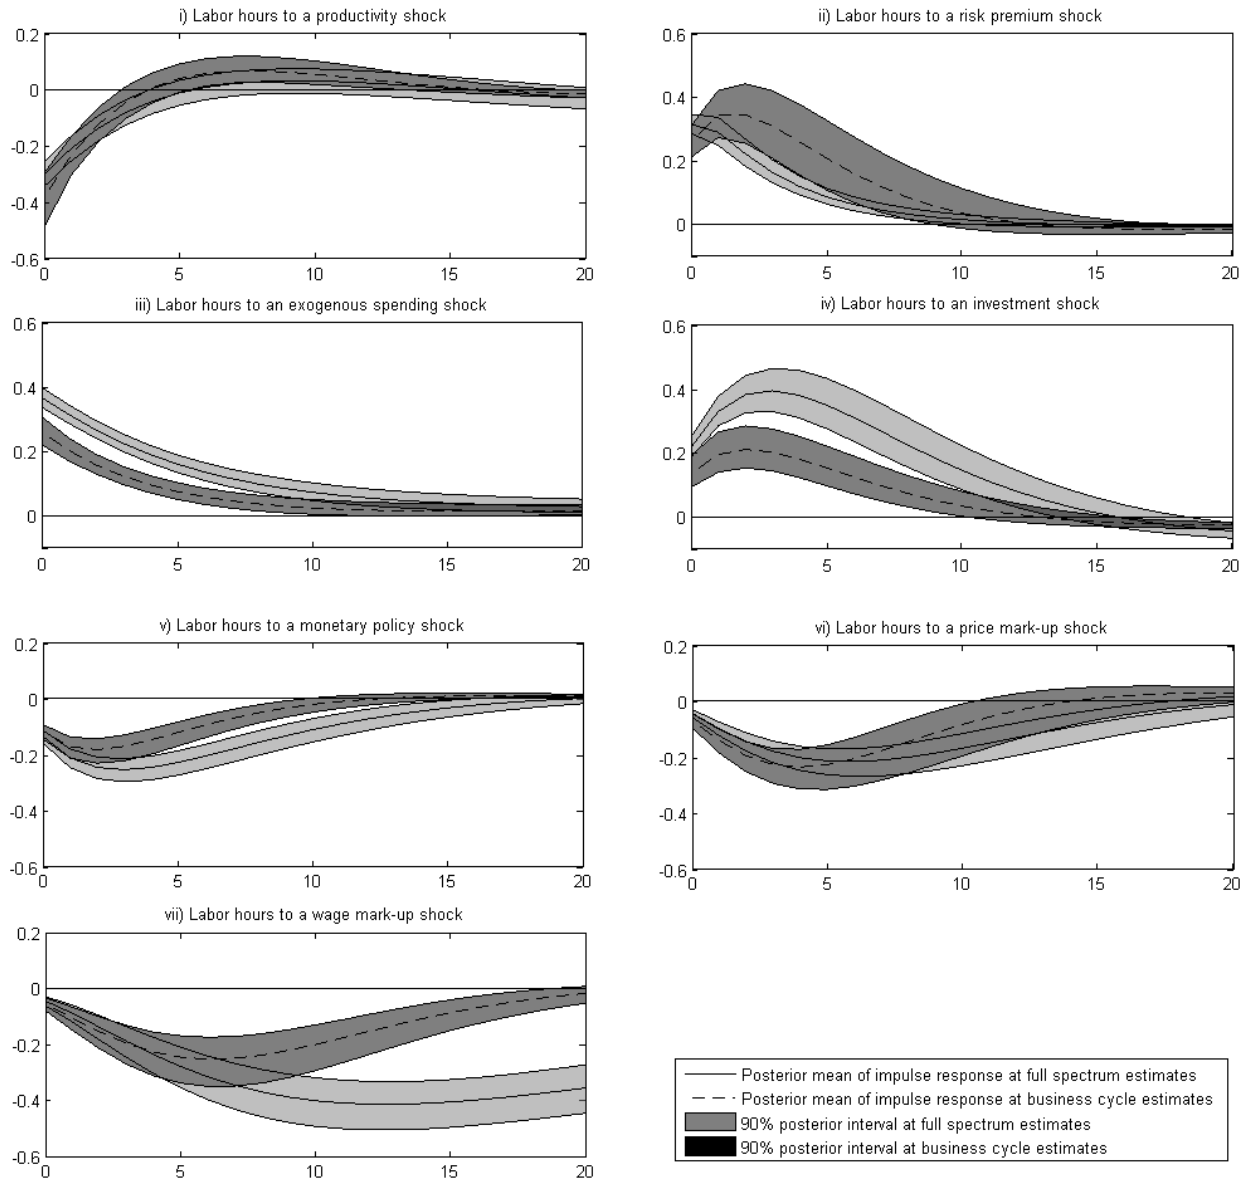 i) Labor hours to a productivity shock
0.2
0
-0.2
-0.4
-0.6
0 5 10 15 20
ii) Labor hours to a risk premium shock
0.6
0.4
0.2
0
0 5 10 15 20
iii) Labor hours to an exogenous spending shock
0.6
0.4
0.2
0
0 5 10 15 20
iv) Labor hours to an investment shock
0.6
0.4
0.2
0
0 5 10 15 20
v) Labor hours to a monetary policy shock
0.2
0
-0.2
-0.4
-0.6
0 5 10 15 20
vi) Labor hours to a price mark-up shock
0.2
0
-0.2
-0.4
-0.6
0 5 10 15 20
vii) Labor hours to a wage mark-up shock
0.2
0
-0.2
-0.4
-0.6
0 5 10 15 20
Posterior mean of impulse response at full spectrum estimates
Posterior mean of impulse response at business cycle estimates
90% posterior interval at full spectrum estimates
90% posterior interval at business cycle estimates